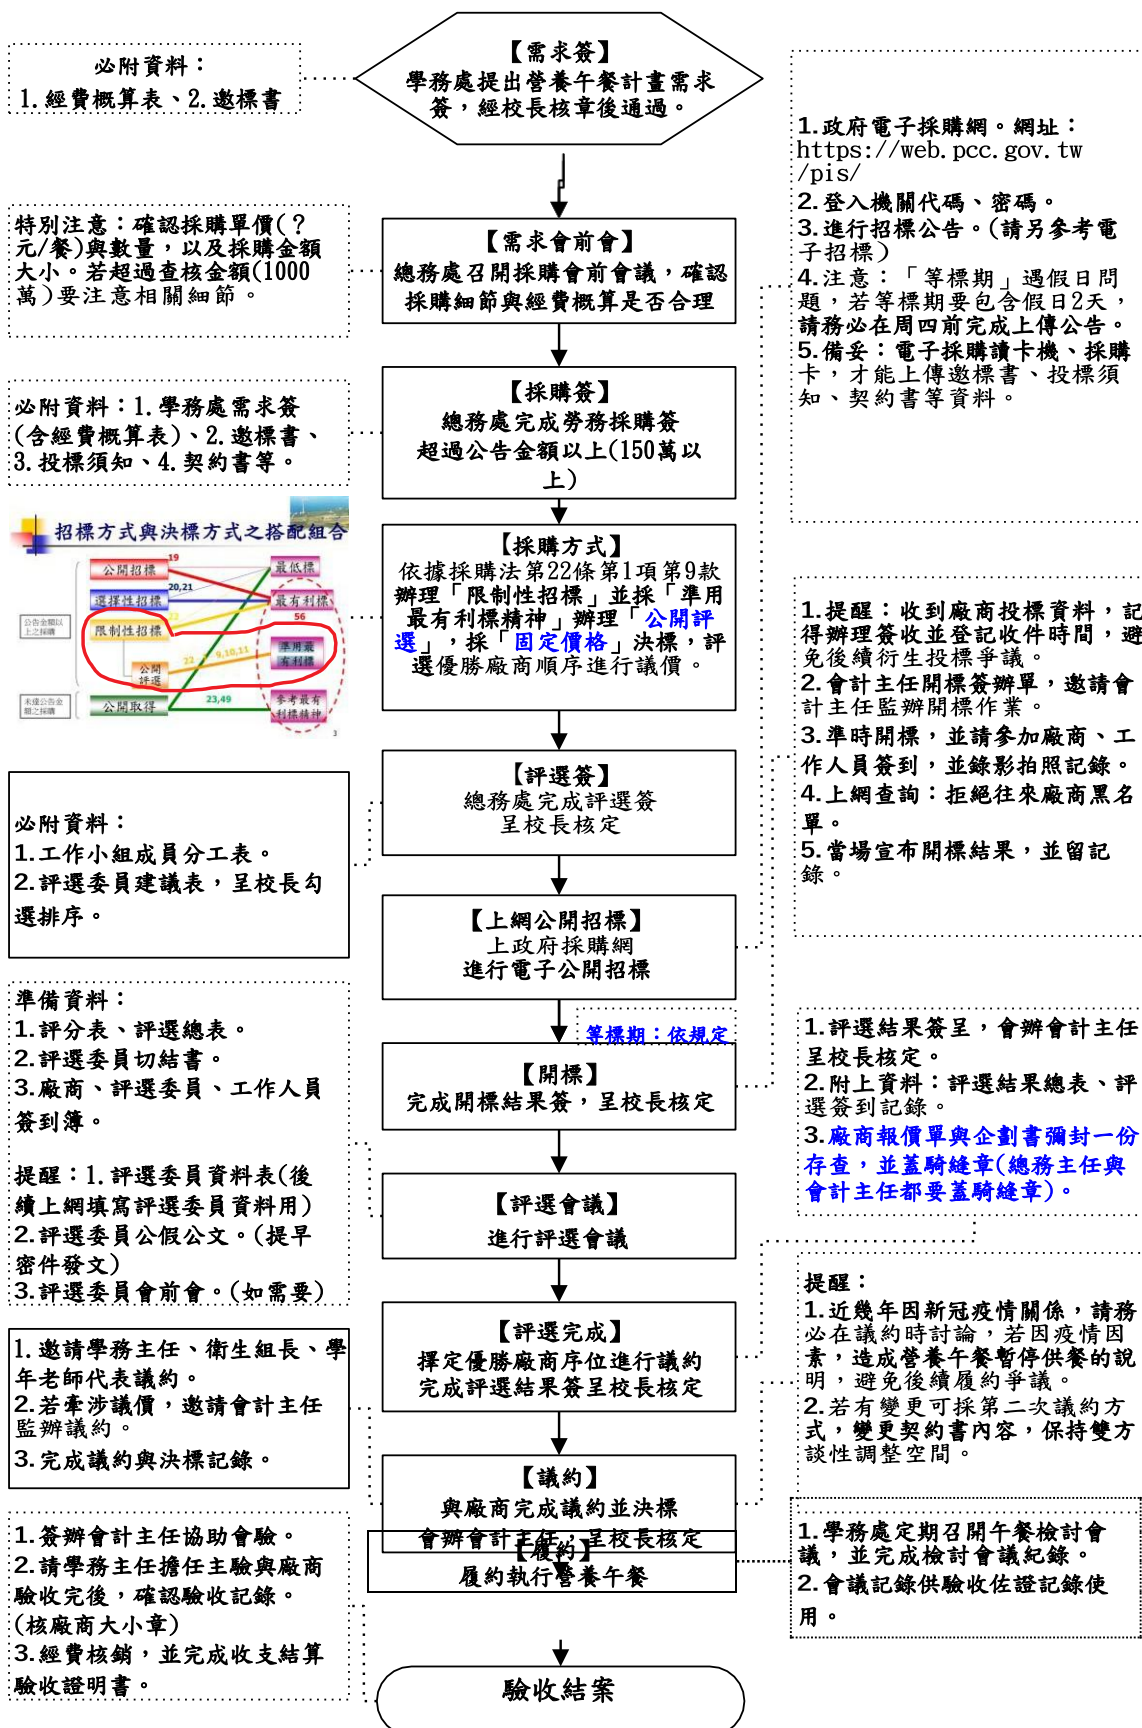 【需求簽】
學務處提出營養午餐計畫需求
簽，經校長核章後通過。
必附資料：
1.經費概算表、2.邀標書
【需求會前會】
總務處召開採購會前會議，確認
採購細節與經費概算是否合理
特別注意：確認採購單價(？
元/餐)與數量，以及採購金額
大小。若超過查核金額(1000
萬)要注意相關細節。
【採購簽】
總務處完成勞務採購簽
超過公告金額以上(150萬以
上)
必附資料：1.學務處需求簽
(含經費概算表)、2.邀標書、
3.投標須知、4.契約書等。
【採購方式】
依據採購法第22條第1項第9款
辦理「限制性招標」並採「準用
最有利標精神」辦理「公開評
選」，採「固定價格」決標，評
選優勝廠商順序進行議價。
招標方式與決標方式之搭配組合
公開招標
19
最低標
選擇性招標
20,21
最有利標
公告金額以
上之採購
限制性招標
22
56
公開
評選
22
9,10,11
準用最
有利標
未達公告金
額之採購
公開取得
23,49
參考最有
利標精神
3
【評選簽】
總務處完成評選簽
呈校長核定
必附資料：
1.工作小組成員分工表。
2.評選委員建議表，呈校長勾
選排序。
【上網公開招標】
上政府採購網
進行電子公開招標
1.政府電子採購網。網址：
https://web.pcc.gov.tw
/pis/
2.登入機關代碼、密碼。
3.進行招標公告。(請另參考電
子招標)
4.注意：「等標期」遇假日問
題，若等標期要包含假日2天，
請務必在周四前完成上傳公告。
5.備妥：電子採購讀卡機、採購
卡，才能上傳邀標書、投標須
知、契約書等資料。
等標期：依規定
【開標】
完成開標結果簽，呈校長核定
1.提醒：收到廠商投標資料，記
得辦理簽收並登記收件時間，避
免後續衍生投標爭議。
2.會計主任開標簽辦單，邀請會
計主任監辦開標作業。
3.準時開標，並請參加廠商、工
作人員簽到，並錄影拍照記錄。
4.上網查詢：拒絕往來廠商黑名
單。
5.當場宣布開標結果，並留記
錄。
【評選會議】
進行評選會議
準備資料：
1.評分表、評選總表。
2.評選委員切結書。
3.廠商、評選委員、工作人員
簽到簿。
提醒：1.評選委員資料表(後
續上網填寫評選委員資料用)
2.評選委員公假公文。(提早
密件發文)
3.評選委員會前會。(如需要)
【評選完成】
擇定優勝廠商序位進行議約
完成評選結果簽呈校長核定
1.評選結果簽呈，會辦會計主任
呈校長核定。
2.附上資料：評選結果總表、評
選簽到記錄。
3.廠商報價單與企劃書彌封一份
存查，並蓋騎縫章(總務主任與
會計主任都要蓋騎縫章)。
【議約】
與廠商完成議約並決標
會辦會計主任，呈校長核定
1.邀請學務主任、衛生組長、學
年老師代表議約。
2.若牽涉議價，邀請會計主任
監辦議約。
3.完成議約與決標記錄。
提醒：
1.近幾年因新冠疫情關係，請務
必在議約時討論，若因疫情因
素，造成營養午餐暫停供餐的說
明，避免後續履約爭議。
2.若有變更可採第二次議約方
式，變更契約書內容，保持雙方
談性調整空間。
【履約】
履約執行營養午餐
1.學務處定期召開午餐檢討會
議，並完成檢討會議紀錄。
2.會議記錄供驗收佐證記錄使
用。
1.簽辦會計主任協助會驗。
2.請學務主任擔任主驗與廠商
驗收完後，確認驗收記錄。
(核廠商大小章)
3.經費核銷，並完成收支結算
驗收證明書。
驗收結案